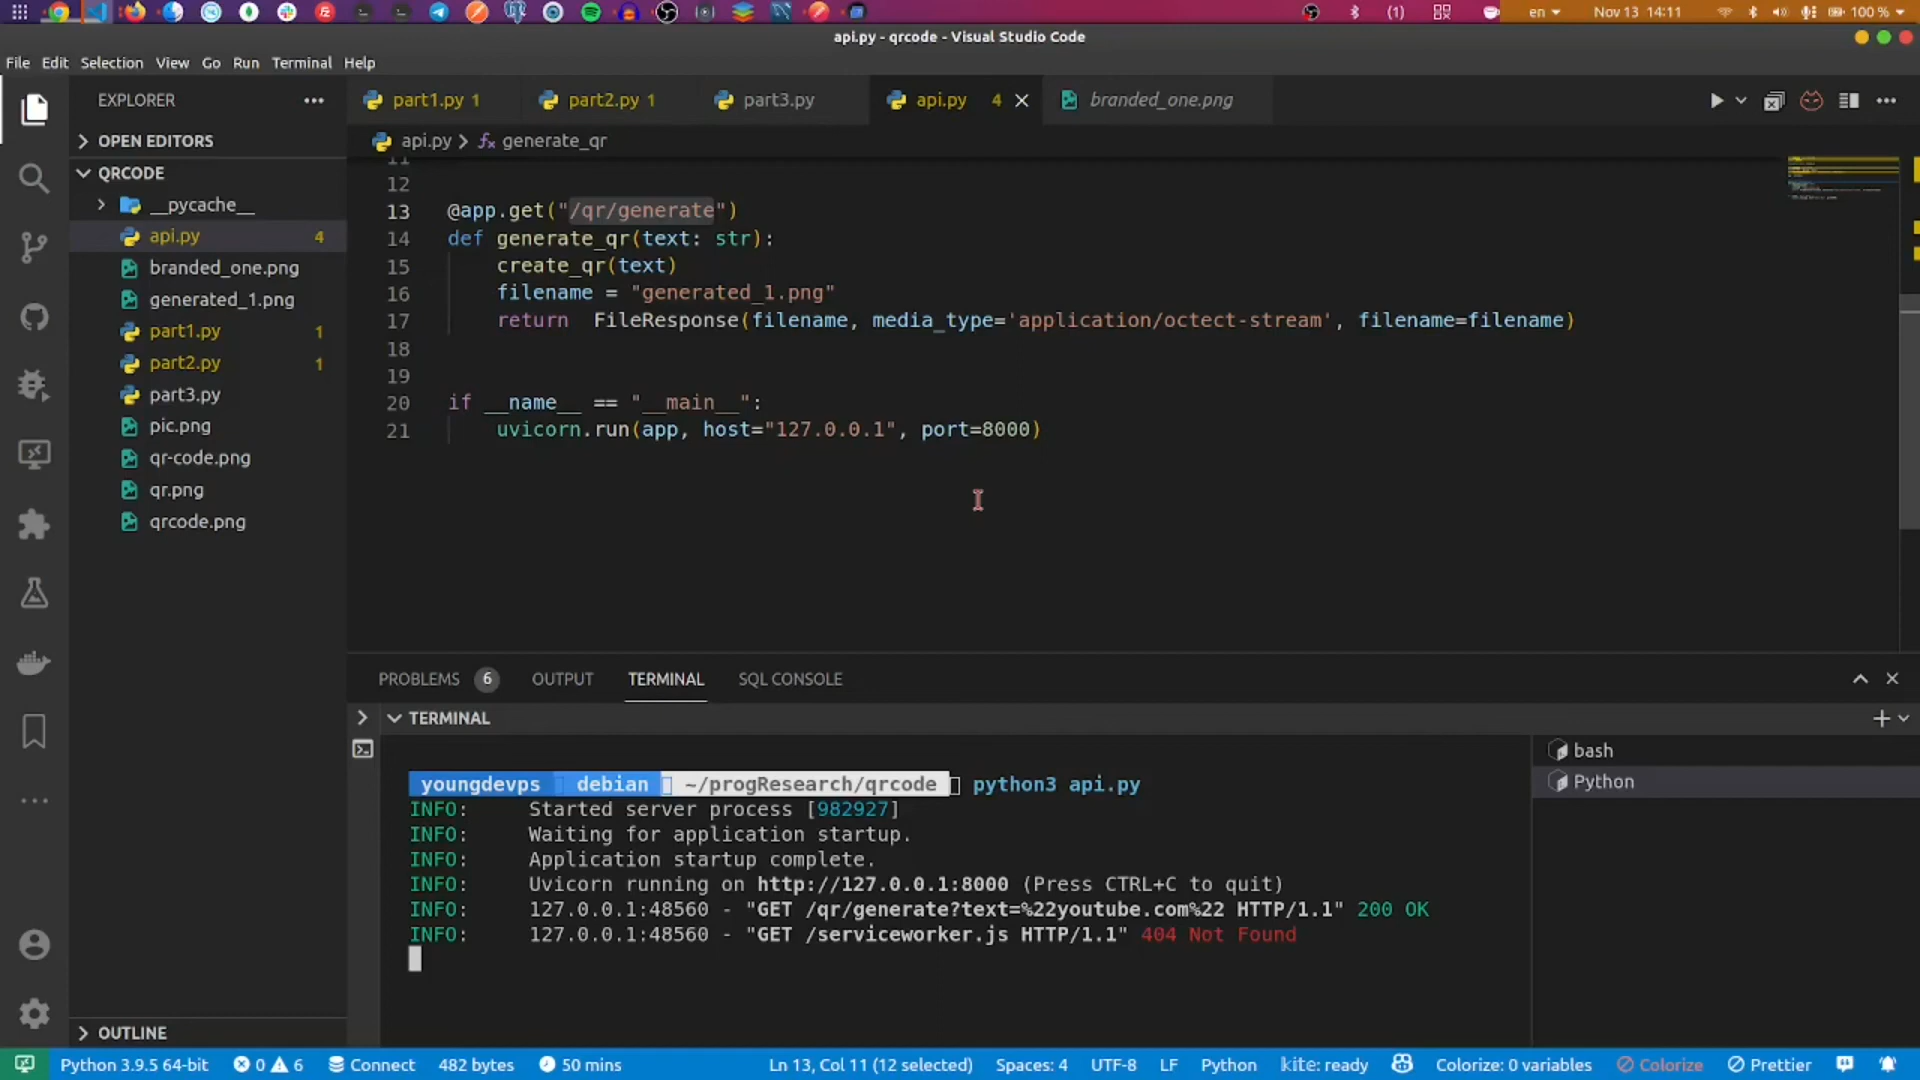 en
Nov 13 14:11
(1)
100 %
api.py - qrcode - Visual Studio Code
File Edit Selection View Go Run Terminal Help
EXPLORER
part1.py 1
part2.py 1
part3.py
api.py 4
branded_one.png
OPEN EDITORS
api.py > generate_qr
QRCODE
__pycache__
api.py 4
branded_one.png
generated_1.png
part1.py 1
part2.py 1
part3.py
pic.png
qr-code.png
qr.png
qrcode.png
OUTLINE
11
12
13 @app.get("/qr/generate")
14 def generate_qr(text: str):
15 create_qr(text)
16 filename = "generated_1.png"
17 return  FileResponse(filename, media_type='application/octect-stream', filename=filename)
18
19
20 if __name__ == "__main__":
21 uvicorn.run(app, host="127.0.0.1", port=8000)
PROBLEMS 6 OUTPUT TERMINAL SQL CONSOLE
TERMINAL
bash
Python
youngdevps debian ~/progResearch/qrcode python3 api.py
INFO: Started server process [982927]
INFO: Waiting for application startup.
INFO: Application startup complete.
INFO: Uvicorn running on http://127.0.0.1:8000 (Press CTRL+C to quit)
INFO: 127.0.0.1:48560 - "GET /qr/generate?text=%22youtube.com%22 HTTP/1.1" 200 OK
INFO: 127.0.0.1:48560 - "GET /serviceworker.js HTTP/1.1" 404 Not Found
Python 3.9.5 64-bit 0 6 Connect 482 bytes 50 mins Ln 13, Col 11 (12 selected) Spaces: 4 UTF-8 LF Python kite: ready Colorize: 0 variables Colorize Prettier